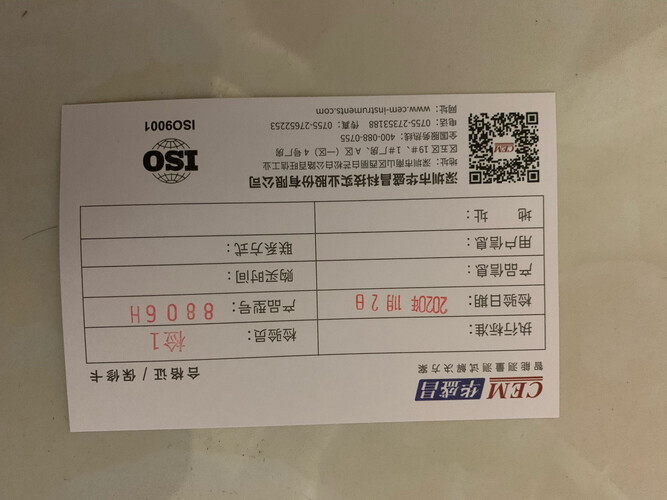 CEM 华盛昌
智能测量测试解决方案
合格证 / 保修卡
执行标准： 检验员： 检1
检验日期： 2020年11月2日 产品型号： 8806H
产品信息： 购买时间：
用户信息： 联系方式：
地 址：
深圳市华盛昌科技实业股份有限公司
地址： 深圳市南山区西丽白芒松白公路百旺信工业
区五区 19#、1#厂房、A 区（一区）4 号厂房
全国服务热线：400-088-0755
电话：0755-27353188 传真：0755-27652253
网址：www.cem-instruments.com
CEM
ISO
ISO9001